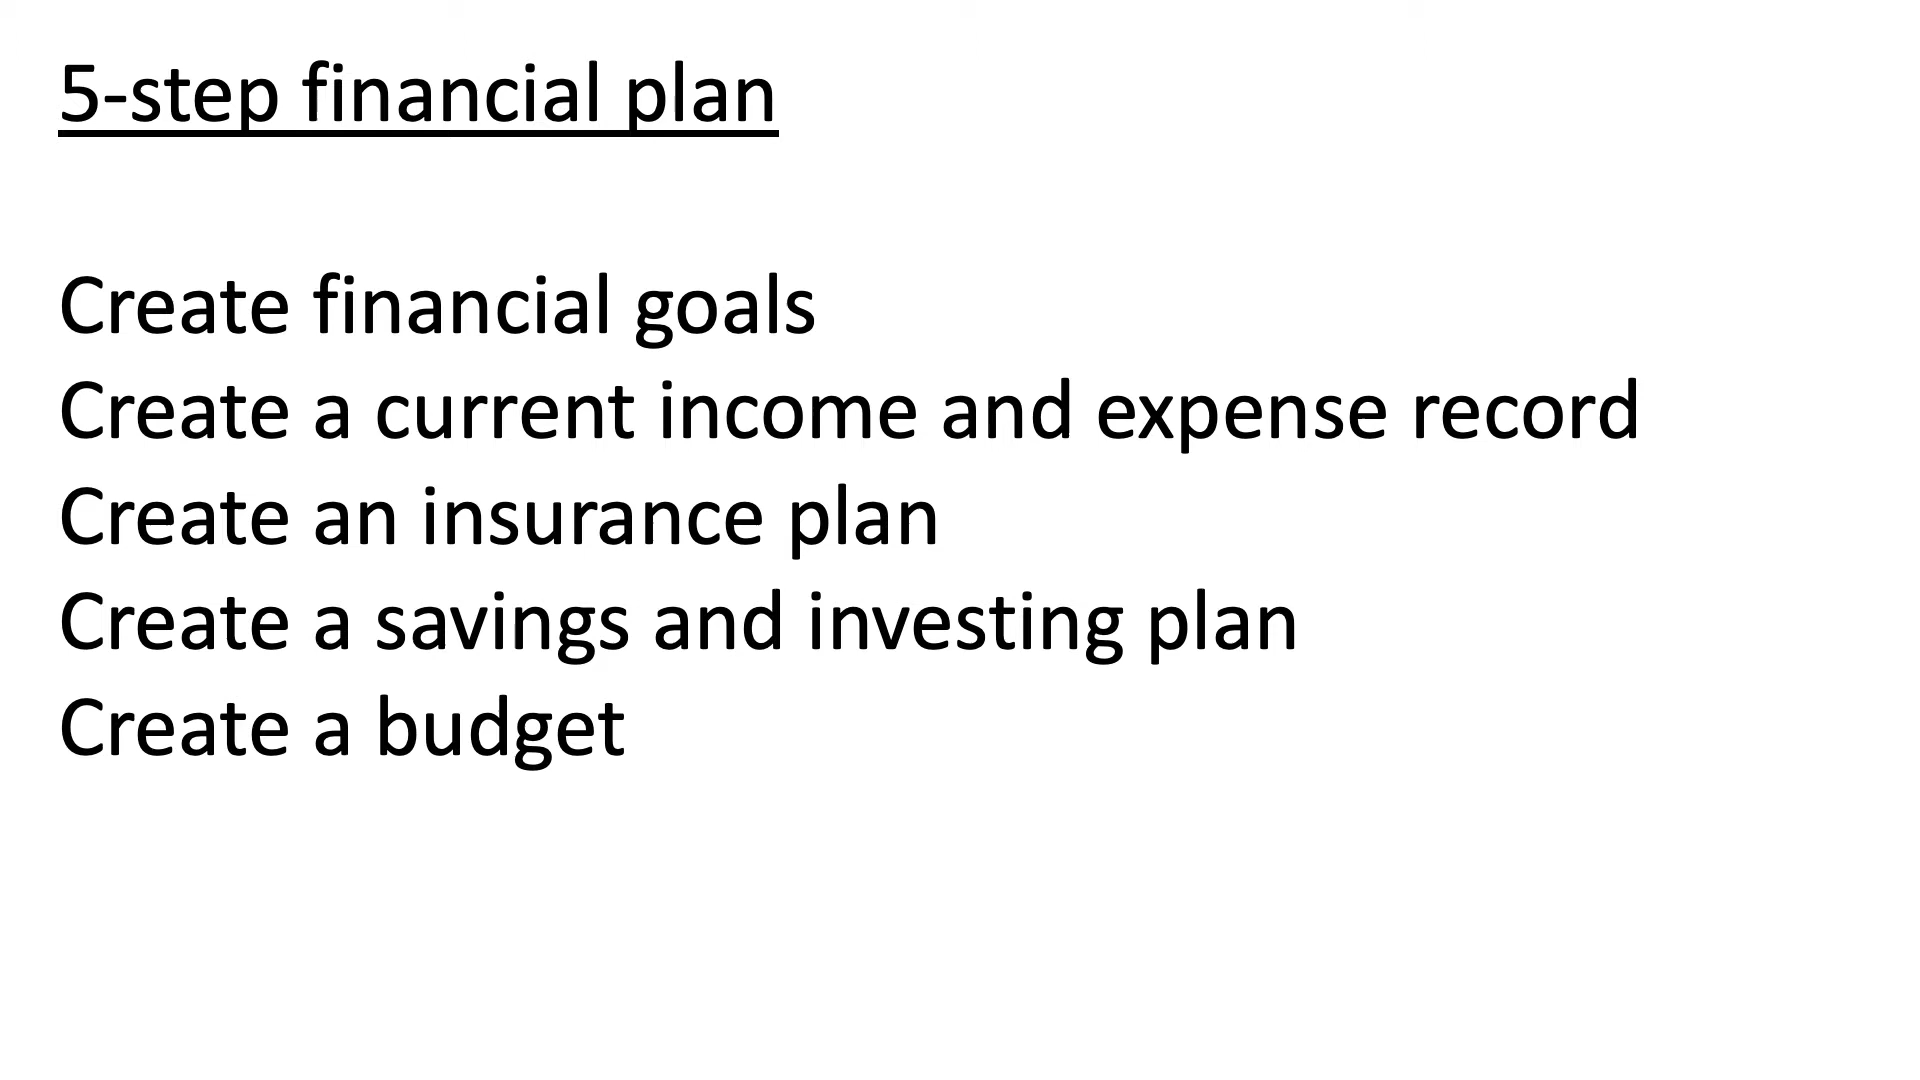 5-step financial plan
Create financial goals
Create a current income and expense record
Create an insurance plan
Create a savings and investing plan
Create a budget